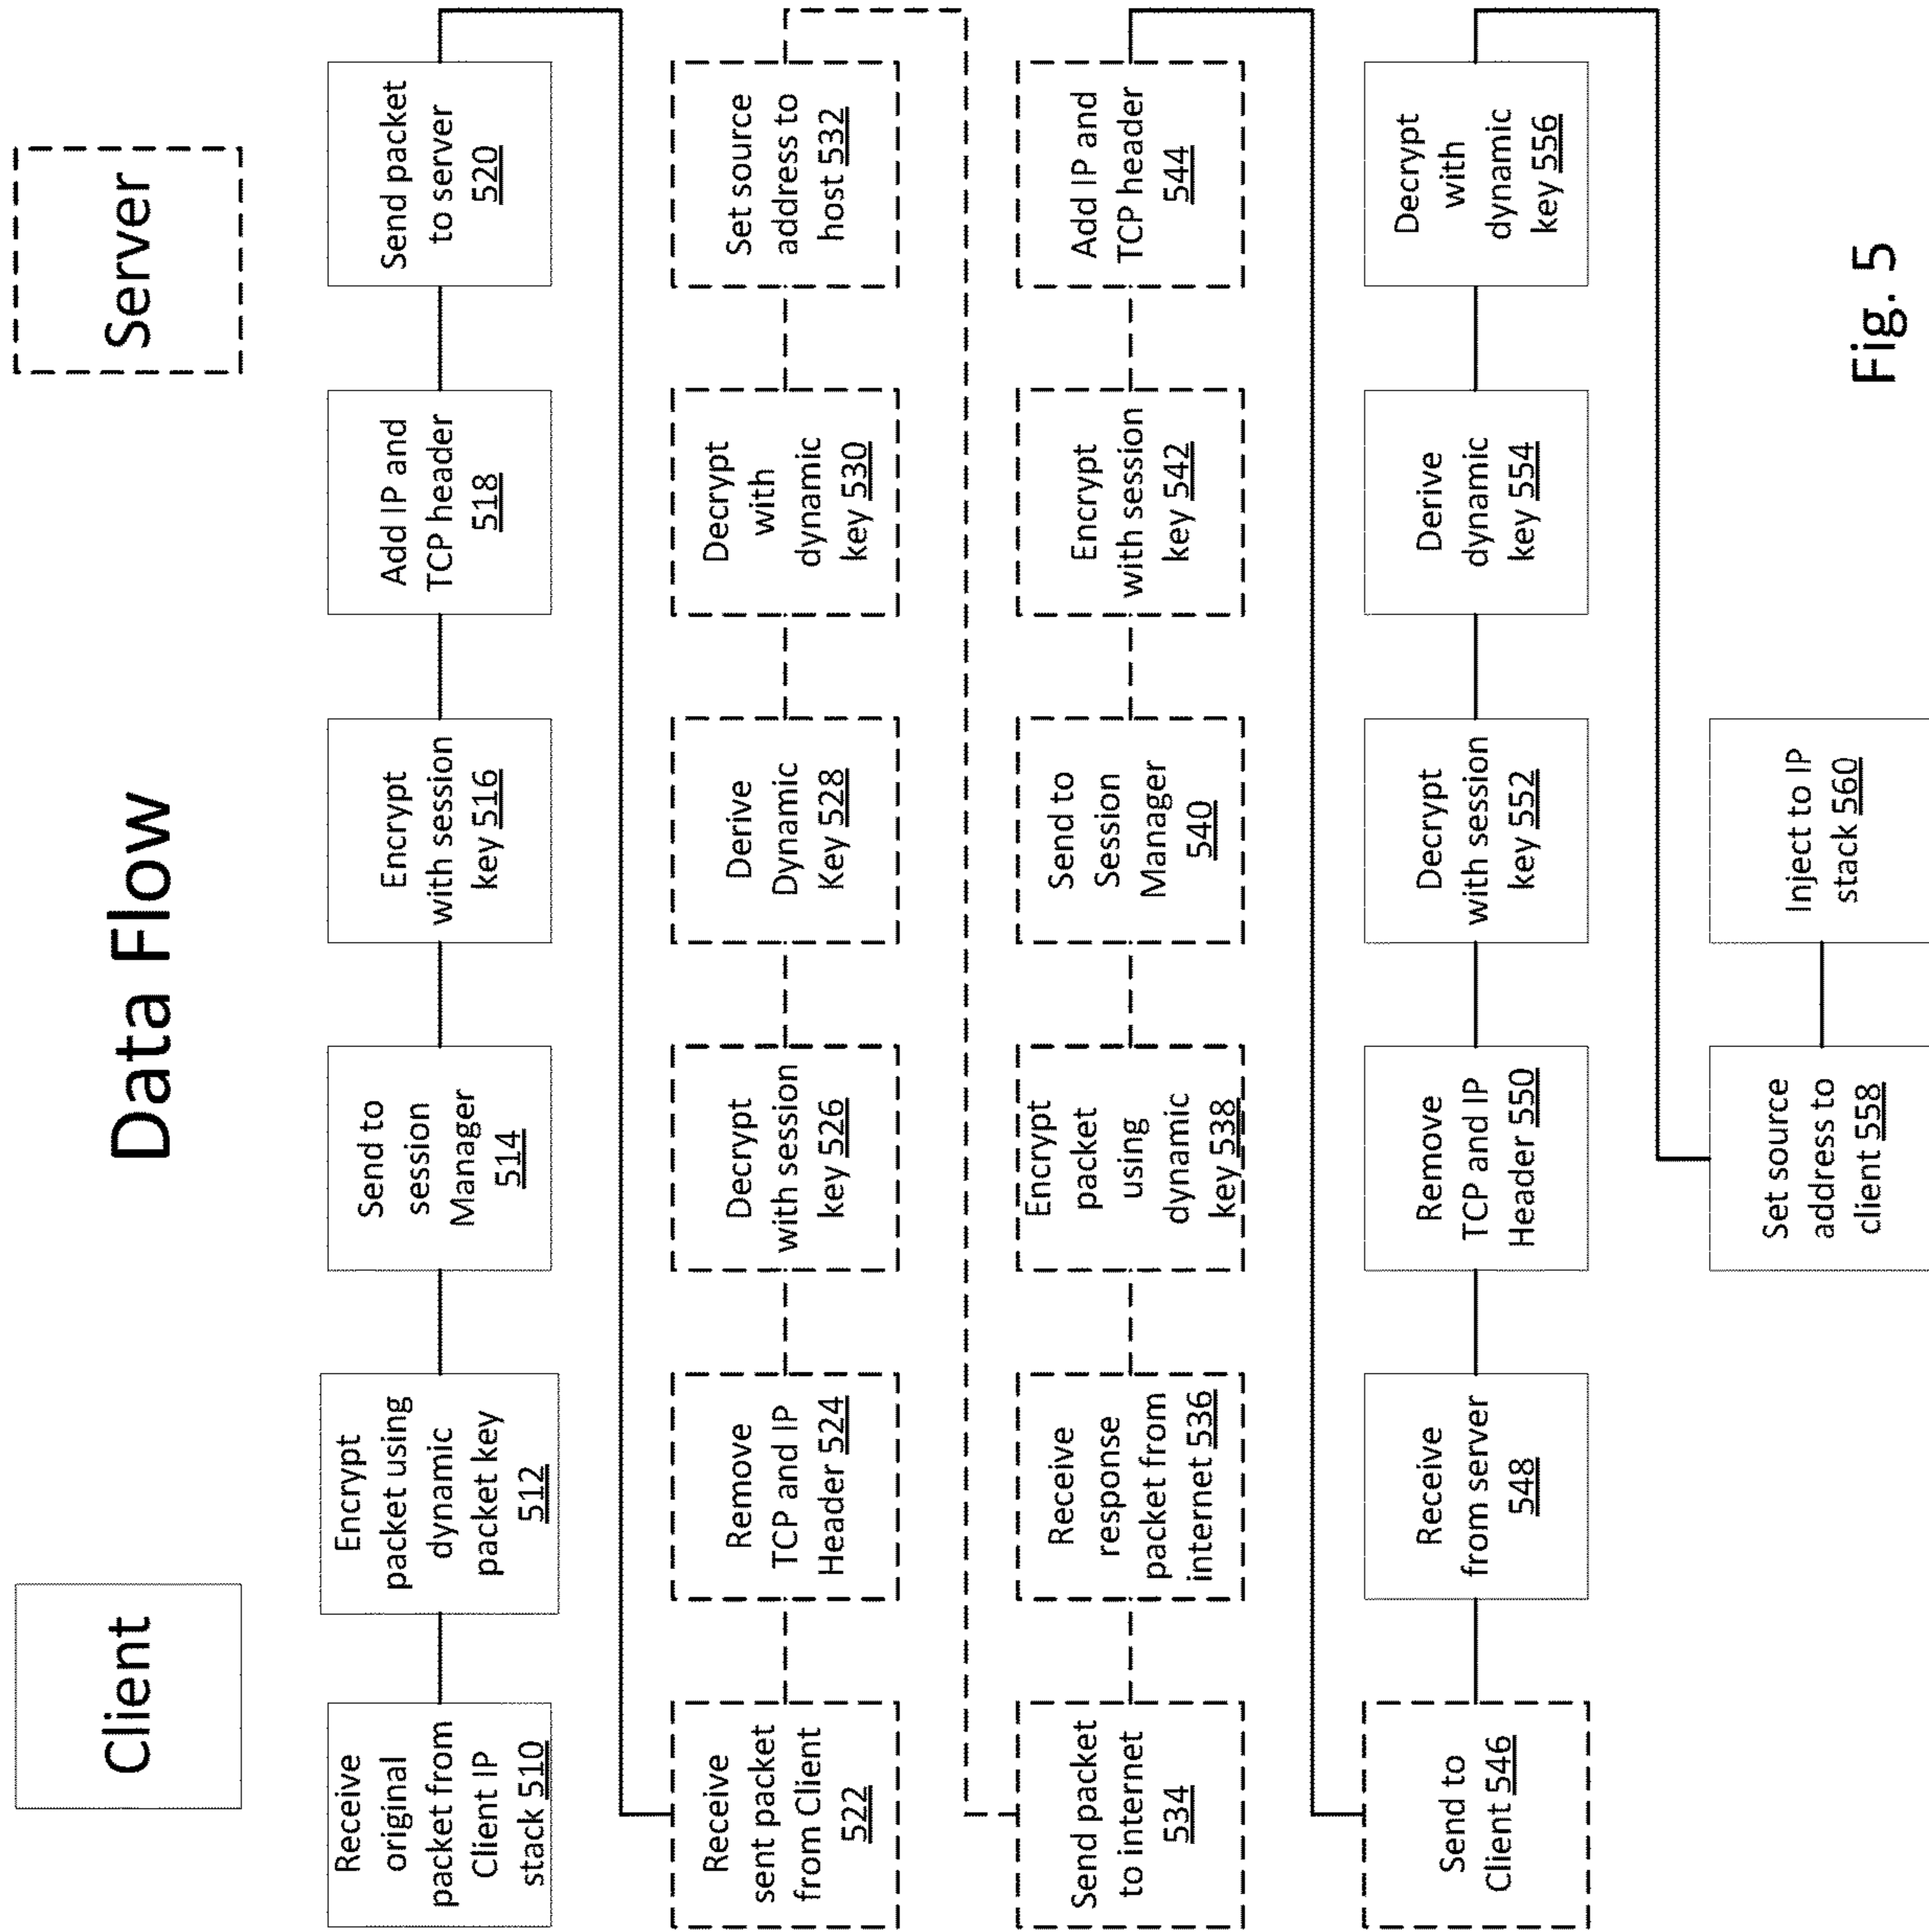 Data Flow
Client
Server
Receive
original
packet from
Client IP
stack 510
Encrypt
packet using
dynamic
packet key
512
Send to
session
Manager
514
Encrypt
with session
key 516
Add IP and
TCP header
518
Send packet
to server
520
Receive
sent packet
from Client
522
Remove
TCP and IP
Header 524
Decrypt
with session
key 526
Derive
Dynamic
Key 528
Decrypt
with
dynamic
key 530
Set source
address to
host 532
Send packet
to internet
534
Receive
response
packet from
internet 536
Encrypt
packet
using
dynamic
key 538
Send to
Session
Manager
540
Encrypt
with session
key 542
Add IP and
TCP header
544
Send to
Client 546
Receive
from server
548
Remove
TCP and IP
Header 550
Decrypt
with session
key 552
Derive
dynamic
key 554
Decrypt
with
dynamic
key 556
Set source
address to
client 558
Inject to IP
stack 560
Fig. 5